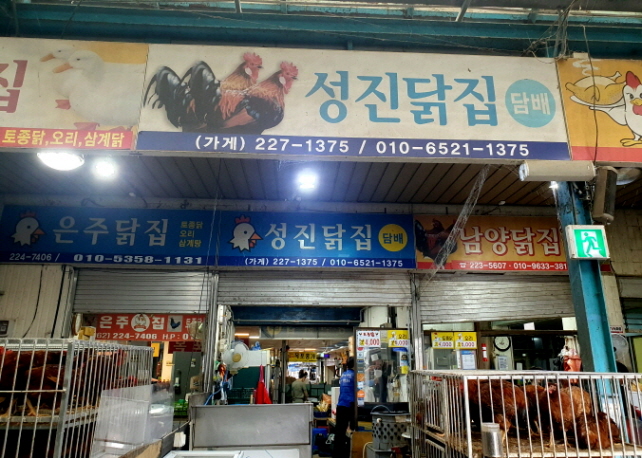 집
토종닭,오리,삼계닭
성진닭집
담배
(가게) 227-1375 / 010-6521-1375
은주닭집
토종닭
오리
삼계탕
224-7406 / 010-5358-1131
성진닭집
담배
(가게) 227-1375 / 010-6521-1375
남양닭집
223-5607 · 010-9633-381
은주 집
224-7406 H.P: